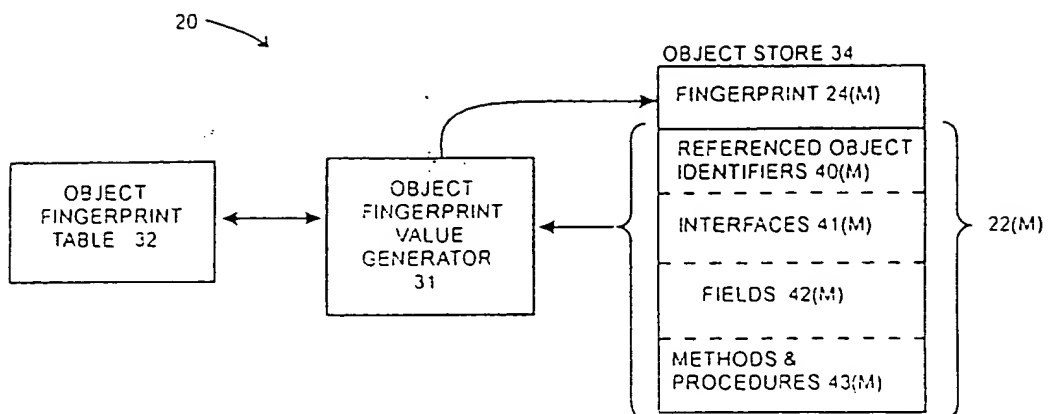 20
OBJECT STORE 34
FINGERPRINT 24(M)
REFERENCED OBJECT
IDENTIFIERS 40(M)
INTERFACES 41(M)
FIELDS 42(M)
METHODS &
PROCEDURES 43(M)
22(M)
OBJECT
FINGERPRINT
TABLE 32
OBJECT
FINGERPRINT
VALUE
GENERATOR
31